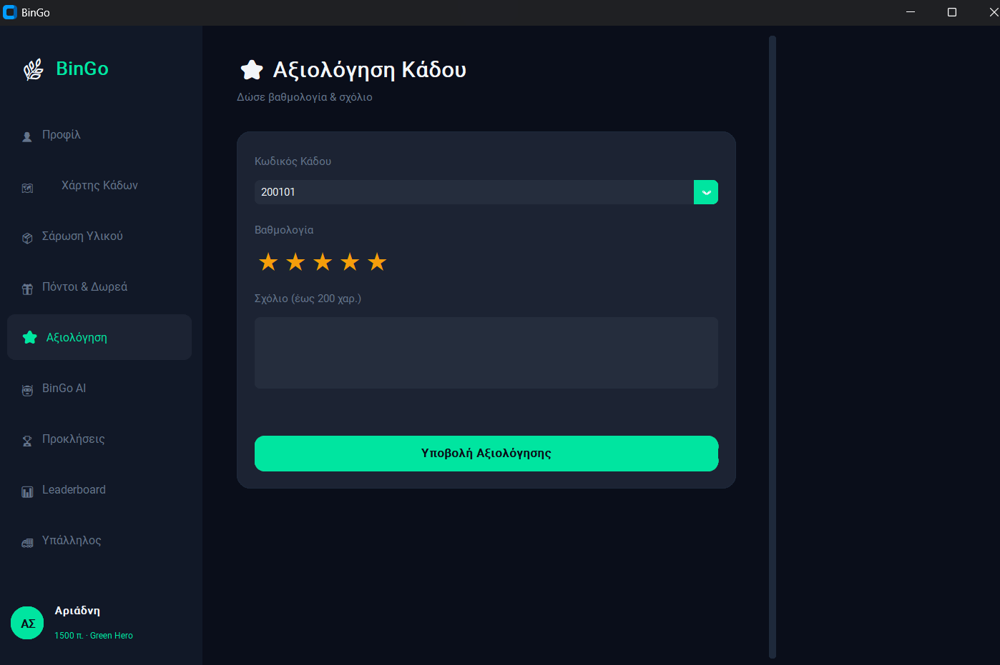 BinGo
BinGo
Προφίλ
Χάρτης Κάδων
Σάρωση Υλικού
Πόντοι & Δωρεά
Αξιολόγηση
BinGo AI
Προκλήσεις
Leaderboard
Υπάλληλος
ΑΣ
Αριάδνη
1500 π. · Green Hero
Αξιολόγηση Κάδου
Δώσε βαθμολογία & σχόλιο
Κωδικός Κάδου
200101
Βαθμολογία
★ ★ ★ ★ ★
Σχόλιο (έως 200 χαρ.)
Υποβολή Αξιολόγησης